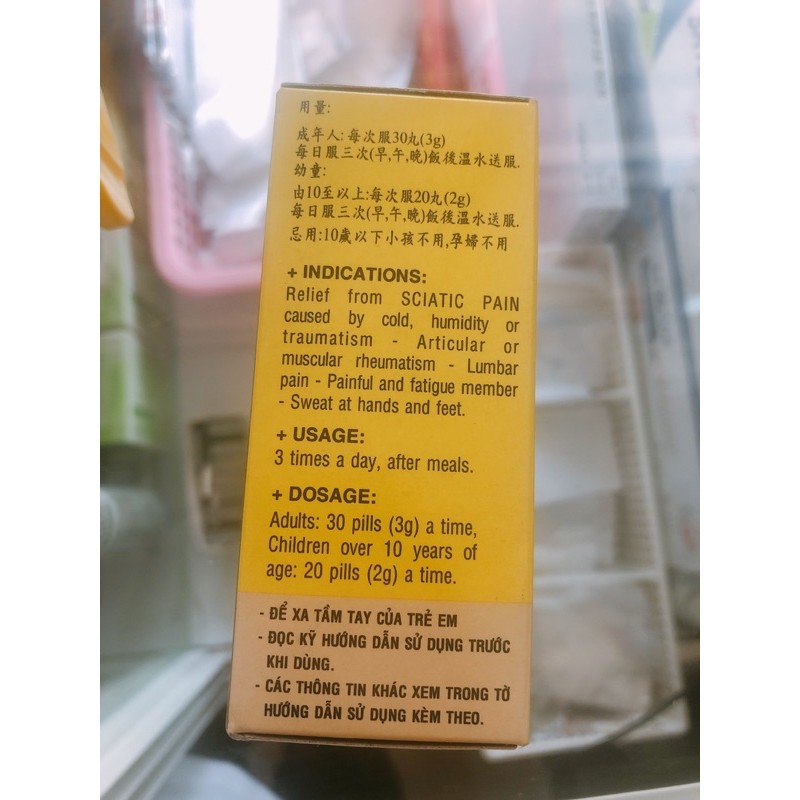 用量:
成年人:每次服30丸(3g)
每日服三次(早,午,晚)飯後溫水送服.
幼童:
由10至以上:每次服20丸(2g)
每日服三次(早,午,晚)飯後溫水送服.
忌用:10歲以下小孩不用,孕婦不用
+ INDICATIONS:
Relief from SCIATIC PAIN
caused by cold, humidity or
traumatism - Articular or
muscular rheumatism - Lumbar
pain - Painful and fatigue member
- Sweat at hands and feet.
+ USAGE:
3 times a day, after meals.
+ DOSAGE:
Adults: 30 pills (3g) a time,
Children over 10 years of
age: 20 pills (2g) a time.
- ĐỂ XA TẦM TAY CỦA TRẺ EM
- ĐỌC KỸ HƯỚNG DẪN SỬ DỤNG TRƯỚC
KHI DÙNG.
- CÁC THÔNG TIN KHÁC XEM TRONG TỜ
HƯỚNG DẪN SỬ DỤNG KÈM THEO.